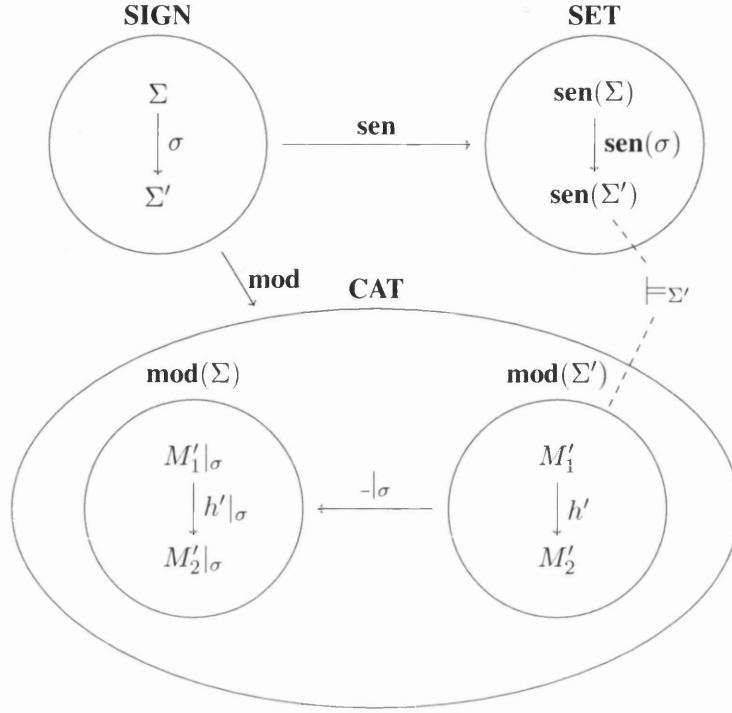 SIGN SET
Σ sen(Σ)
sen
σ sen(σ)
Σ′ sen(Σ′)
mod
CAT
⊨Σ′
mod(Σ) mod(Σ′)
M′₁|σ M′₁
-|σ
h′|σ h′
M′₂|σ M′₂